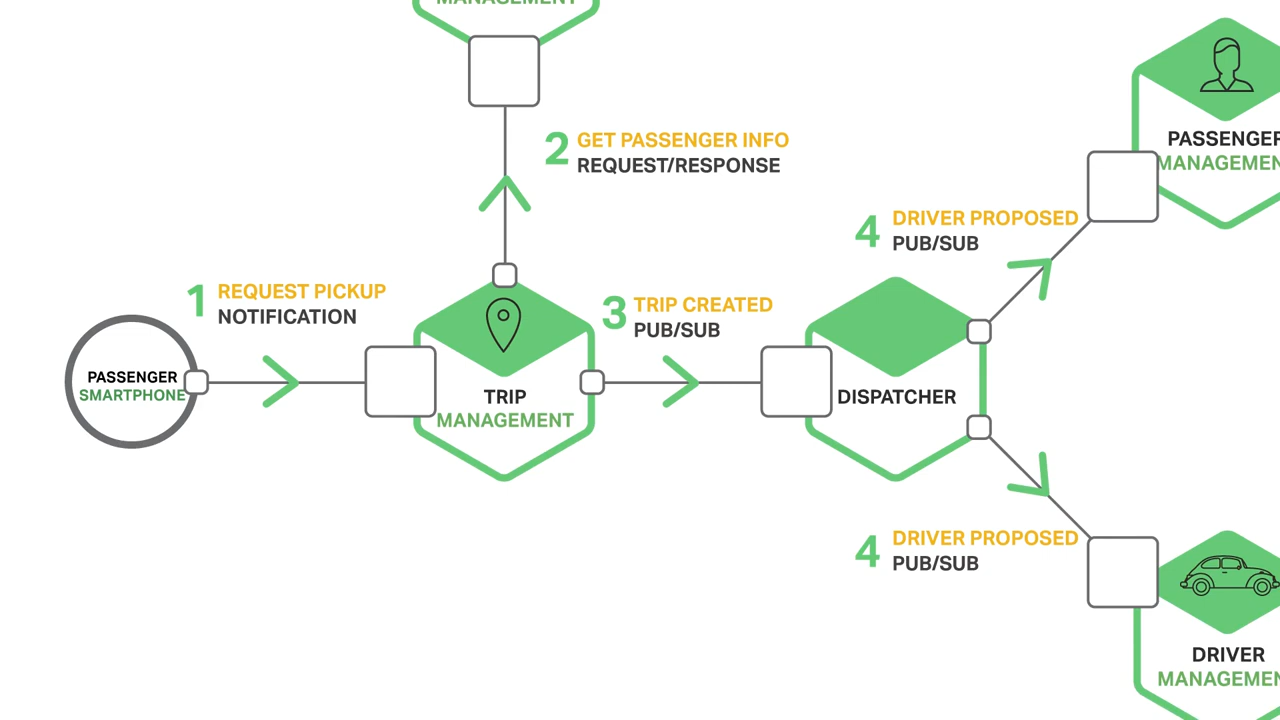 MANAGEMENT
2 GET PASSENGER INFO
REQUEST/RESPONSE
PASSENGER
MANAGEMEN
4 DRIVER PROPOSED
PUB/SUB
1 REQUEST PICKUP
NOTIFICATION
3 TRIP CREATED
PUB/SUB
PASSENGER
SMARTPHONE
TRIP
MANAGEMENT
DISPATCHER
4 DRIVER PROPOSED
PUB/SUB
DRIVER
MANAGEMEN